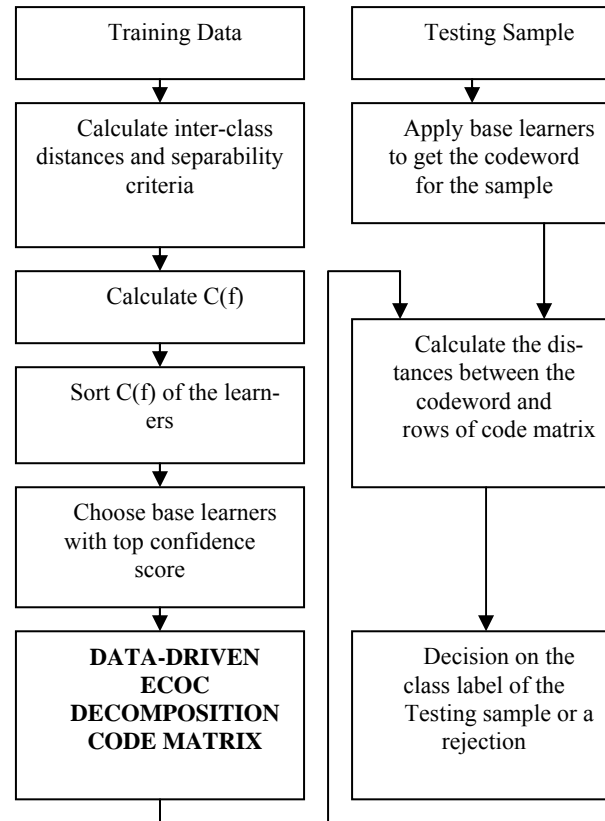 Training Data
Calculate inter-class
distances and separability
criteria
Calculate C(f)
Sort C(f) of the learn-
ers
Choose base learners
with top confidence
score
DATA-DRIVEN
ECOC
DECOMPOSITION
CODE MATRIX
Testing Sample
Apply base learners
to get the codeword
for the sample
Calculate the dis-
tances between the
codeword and
rows of code matrix
Decision on the
class label of the
Testing sample or a
rejection